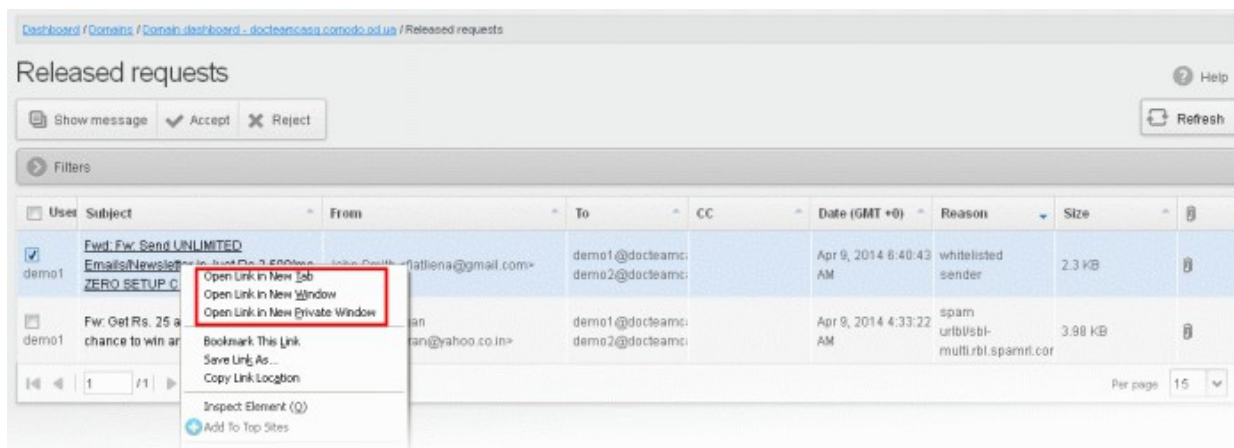 Dashboard / Domains / Domain dashboard - docteamcasg.comodo.od.ua / Released requests
Released requests
Help
Show message Accept Reject
Refresh
Filters
User Subject From To CC Date (GMT +0) Reason Size
Fwd: Fw: Send UNLIMITED
Emails/Newsletter in Just Rs
ZERO SETUP C
demo1
@gmail.com>
demo1@docteamc
demo2@docteamc
Apr 9, 2014 6:40:43
AM
whitelisted
sender
2.3 KB
Open Link in New Tab
Open Link in New Window
Open Link in New Private Window
Bookmark This Link
Save Link As...
Copy Link Location
Inspect Element (Q)
Add To Top Sites
demo1
Fw: Get Rs. 25 a
chance to win an
ran@yahoo.co.in>
demo1@docteamc
demo2@docteamc
Apr 9, 2014 4:33:22
AM
spam
multi.rbl.spamrl.cor
3.98 KB
1 /1
Per page 15